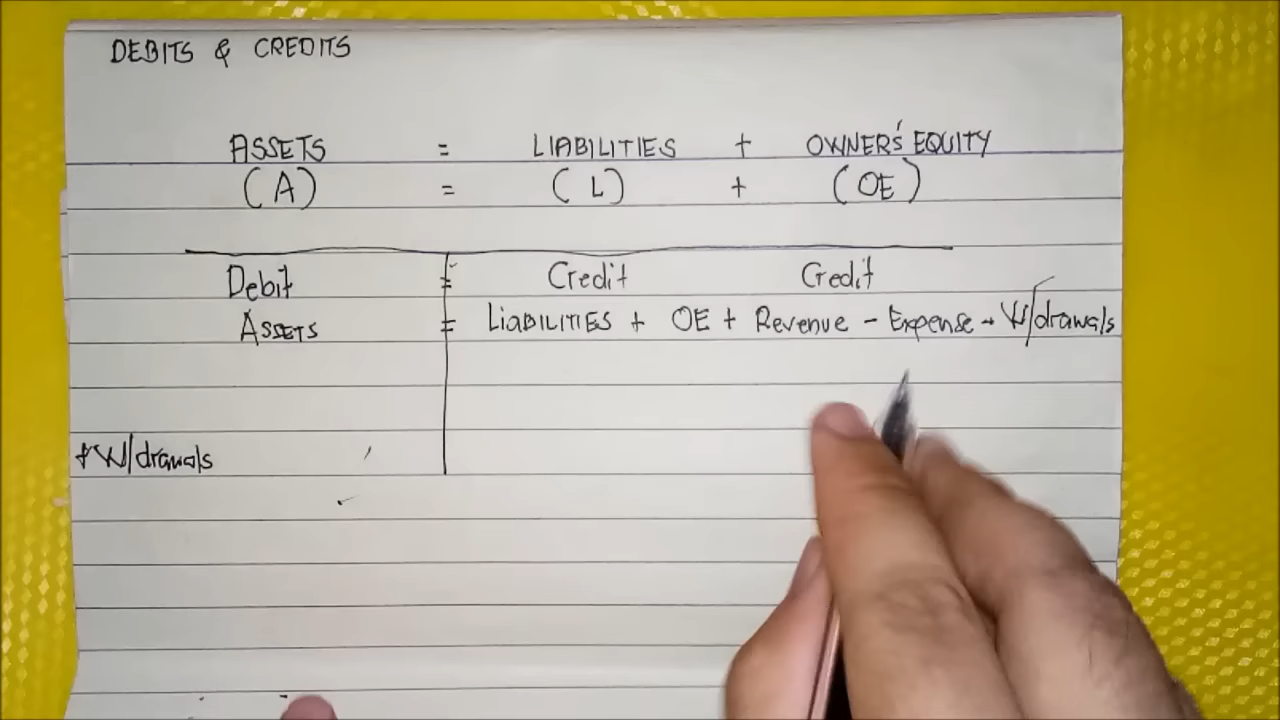 DEBITS & CREDITS
ASSETS = LIABILITIES + OWNER'S EQUITY
(A) = (L) + (OE)
Debit = Credit Credit
ASSETS = LIABILITIES + OE + Revenue - Expense - W/drawals
+ W/drawals